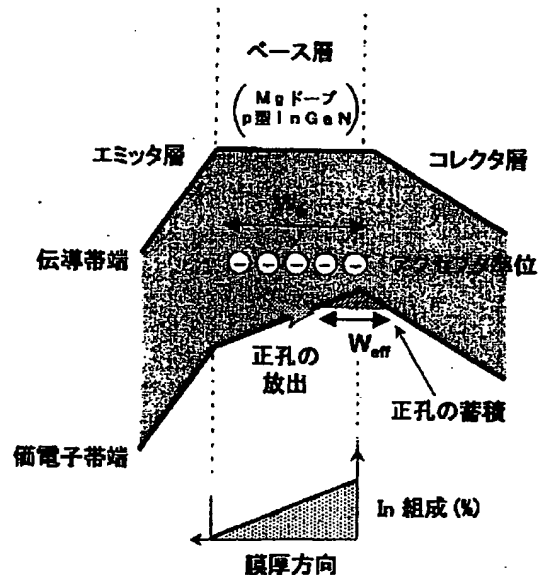 ベース層
Mgドープ
p型InGaN
エミッタ層
コレクタ層
伝導帯端
アクセプタ準位
正孔の
放出
Weff
正孔の蓄積
価電子帯端
In 組成(%)
膜厚方向